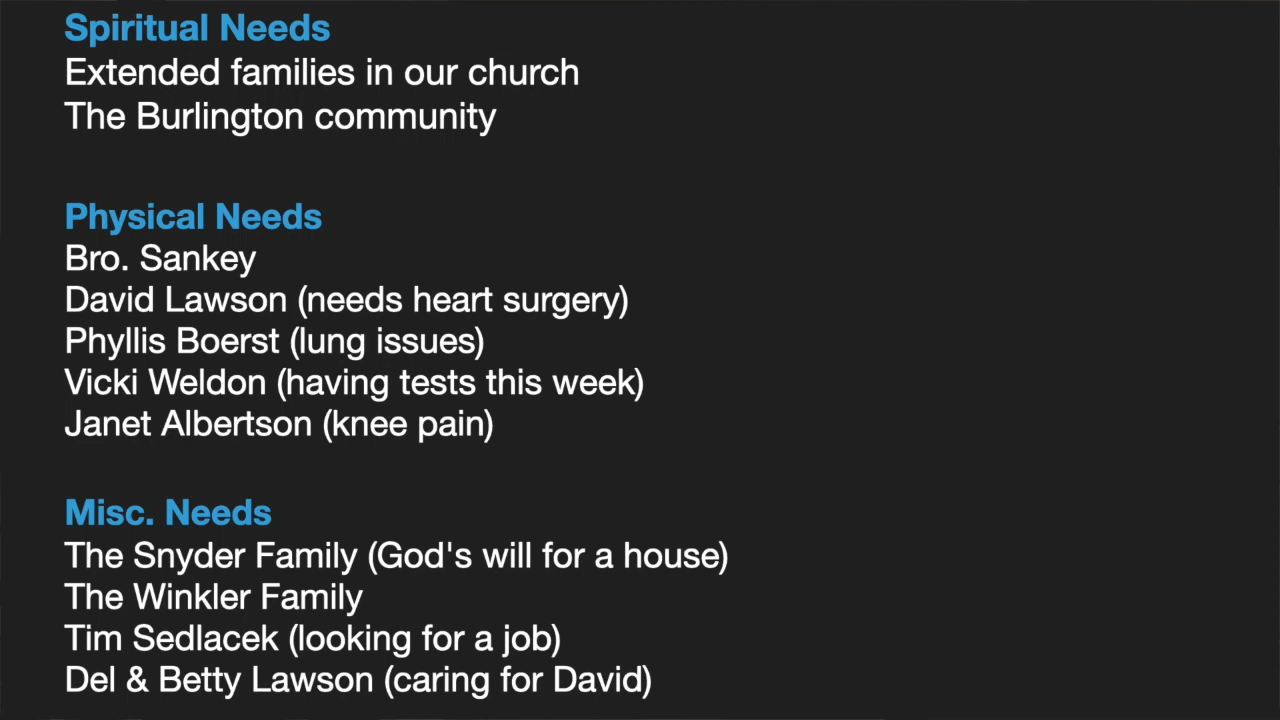 Spiritual Needs
Extended families in our church
The Burlington community
Physical Needs
Bro. Sankey
David Lawson (needs heart surgery)
Phyllis Boerst (lung issues)
Vicki Weldon (having tests this week)
Janet Albertson (knee pain)
Misc. Needs
The Snyder Family (God's will for a house)
The Winkler Family
Tim Sedlacek (looking for a job)
Del & Betty Lawson (caring for David)